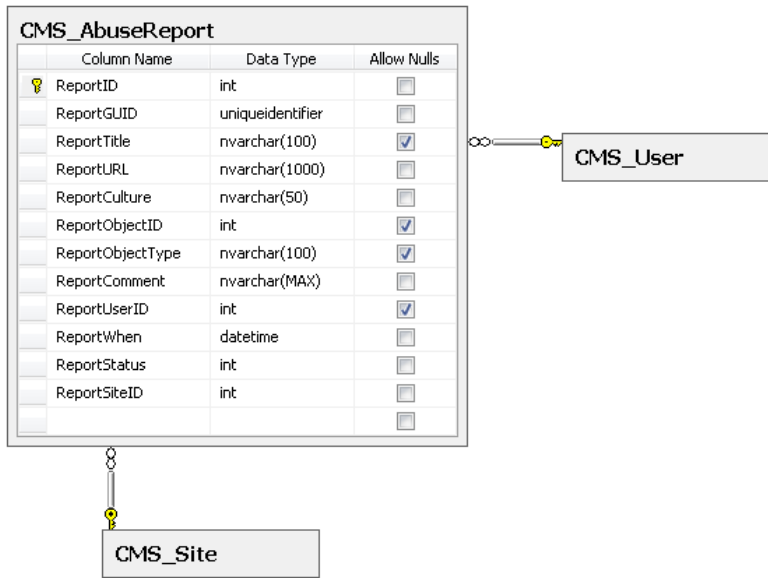 CMS_AbuseReport
Column Name Data Type Allow Nulls
ReportID int
ReportGUID uniqueidentifier
ReportTitle nvarchar(100)
ReportURL nvarchar(1000)
ReportCulture nvarchar(50)
ReportObjectID int
ReportObjectType nvarchar(100)
ReportComment nvarchar(MAX)
ReportUserID int
ReportWhen datetime
ReportStatus int
ReportSiteID int
CMS_User
CMS_Site